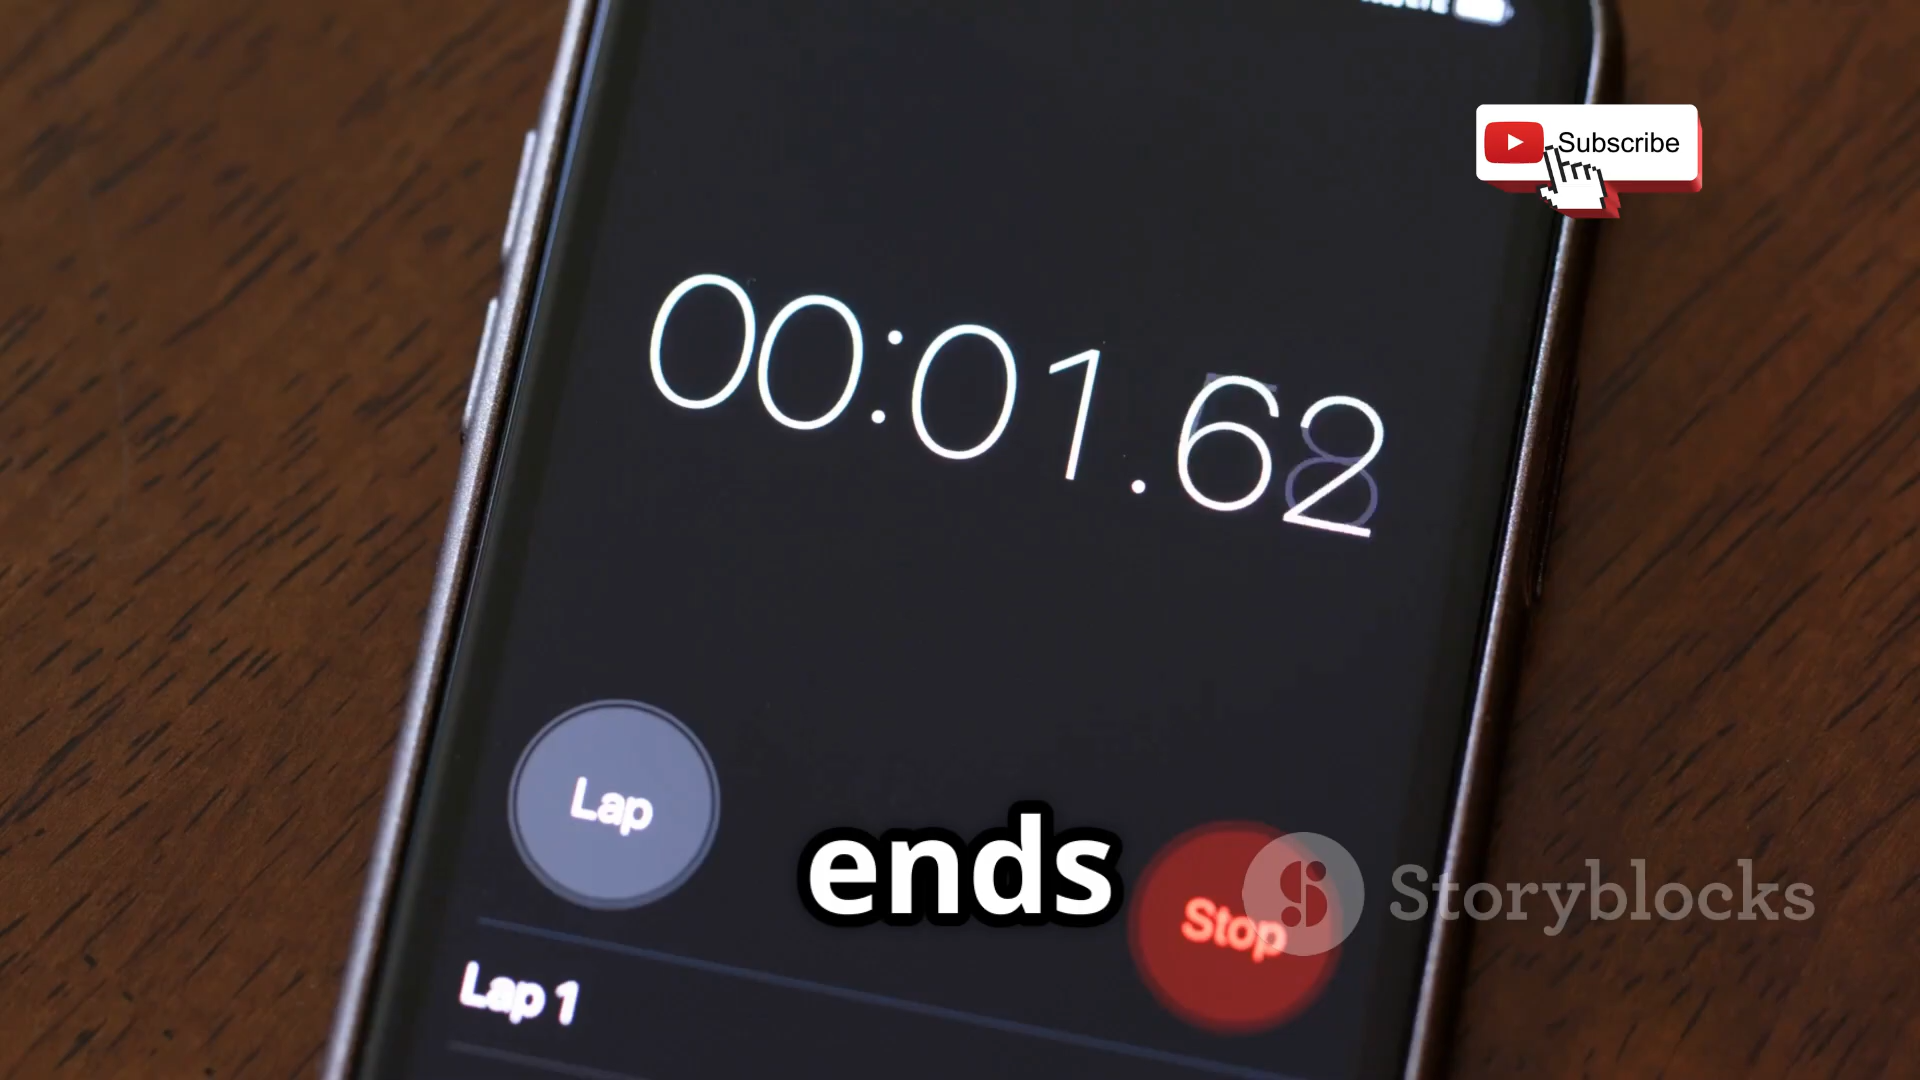 Subscribe
00:01.62
Lap
ends
Stop
Storyblocks
Lap 1